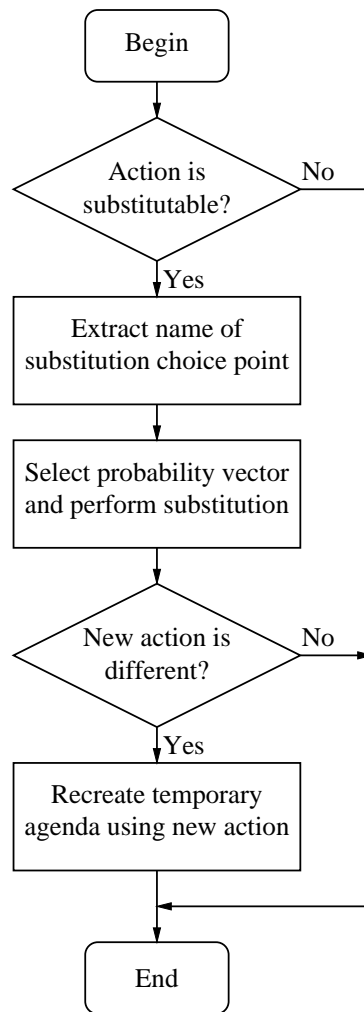 Begin
Action is
substitutable?
No
Yes
Extract name of
substitution choice point
Select probability vector
and perform substitution
New action is
different?
No
Yes
Recreate temporary
agenda using new action
End